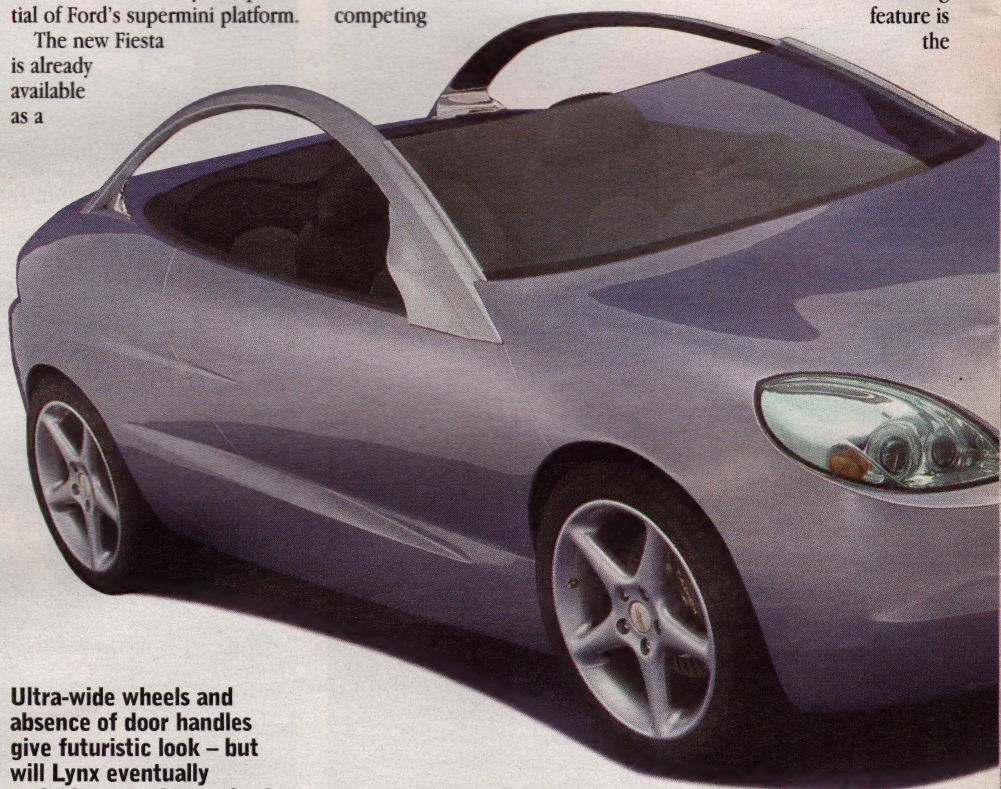 tial of Ford's supermini platform.
The new Fiesta
is already
available
as a
competing
feature is
the
Ultra-wide wheels and
absence of door handles
give futuristic look – but
will Lynx eventually